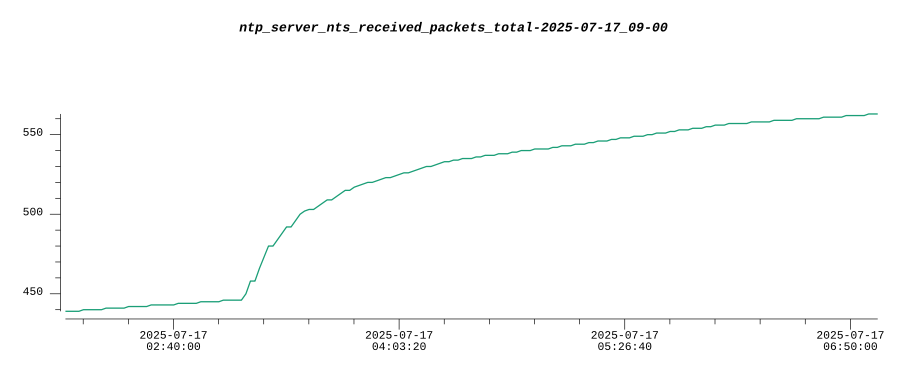 ntp_server_nts_received_packets_total-2025-07-17_09-00
550
500
450
2025-07-17 2025-07-17 2025-07-17 2025-07-17
02:40:00 04:03:20 05:26:40 06:50:00